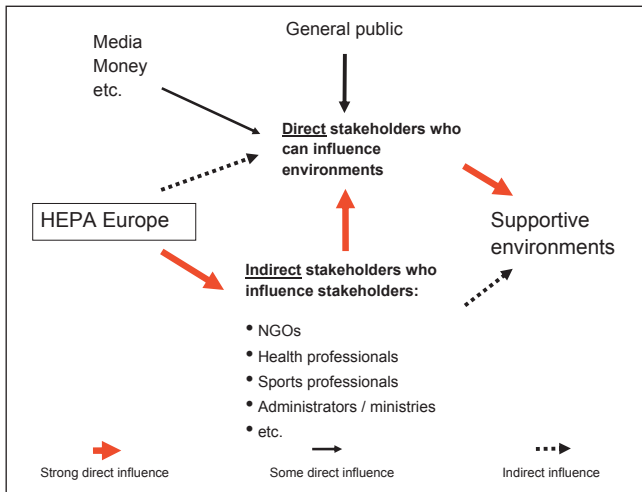 General public
Media
Money
etc.
Direct stakeholders who
can influence
environments
HEPA Europe
Supportive
environments
Indirect stakeholders who
influence stakeholders:
• NGOs
• Health professionals
• Sports professionals
• Administrators / ministries
• etc.
Strong direct influence
Some direct influence
Indirect influence